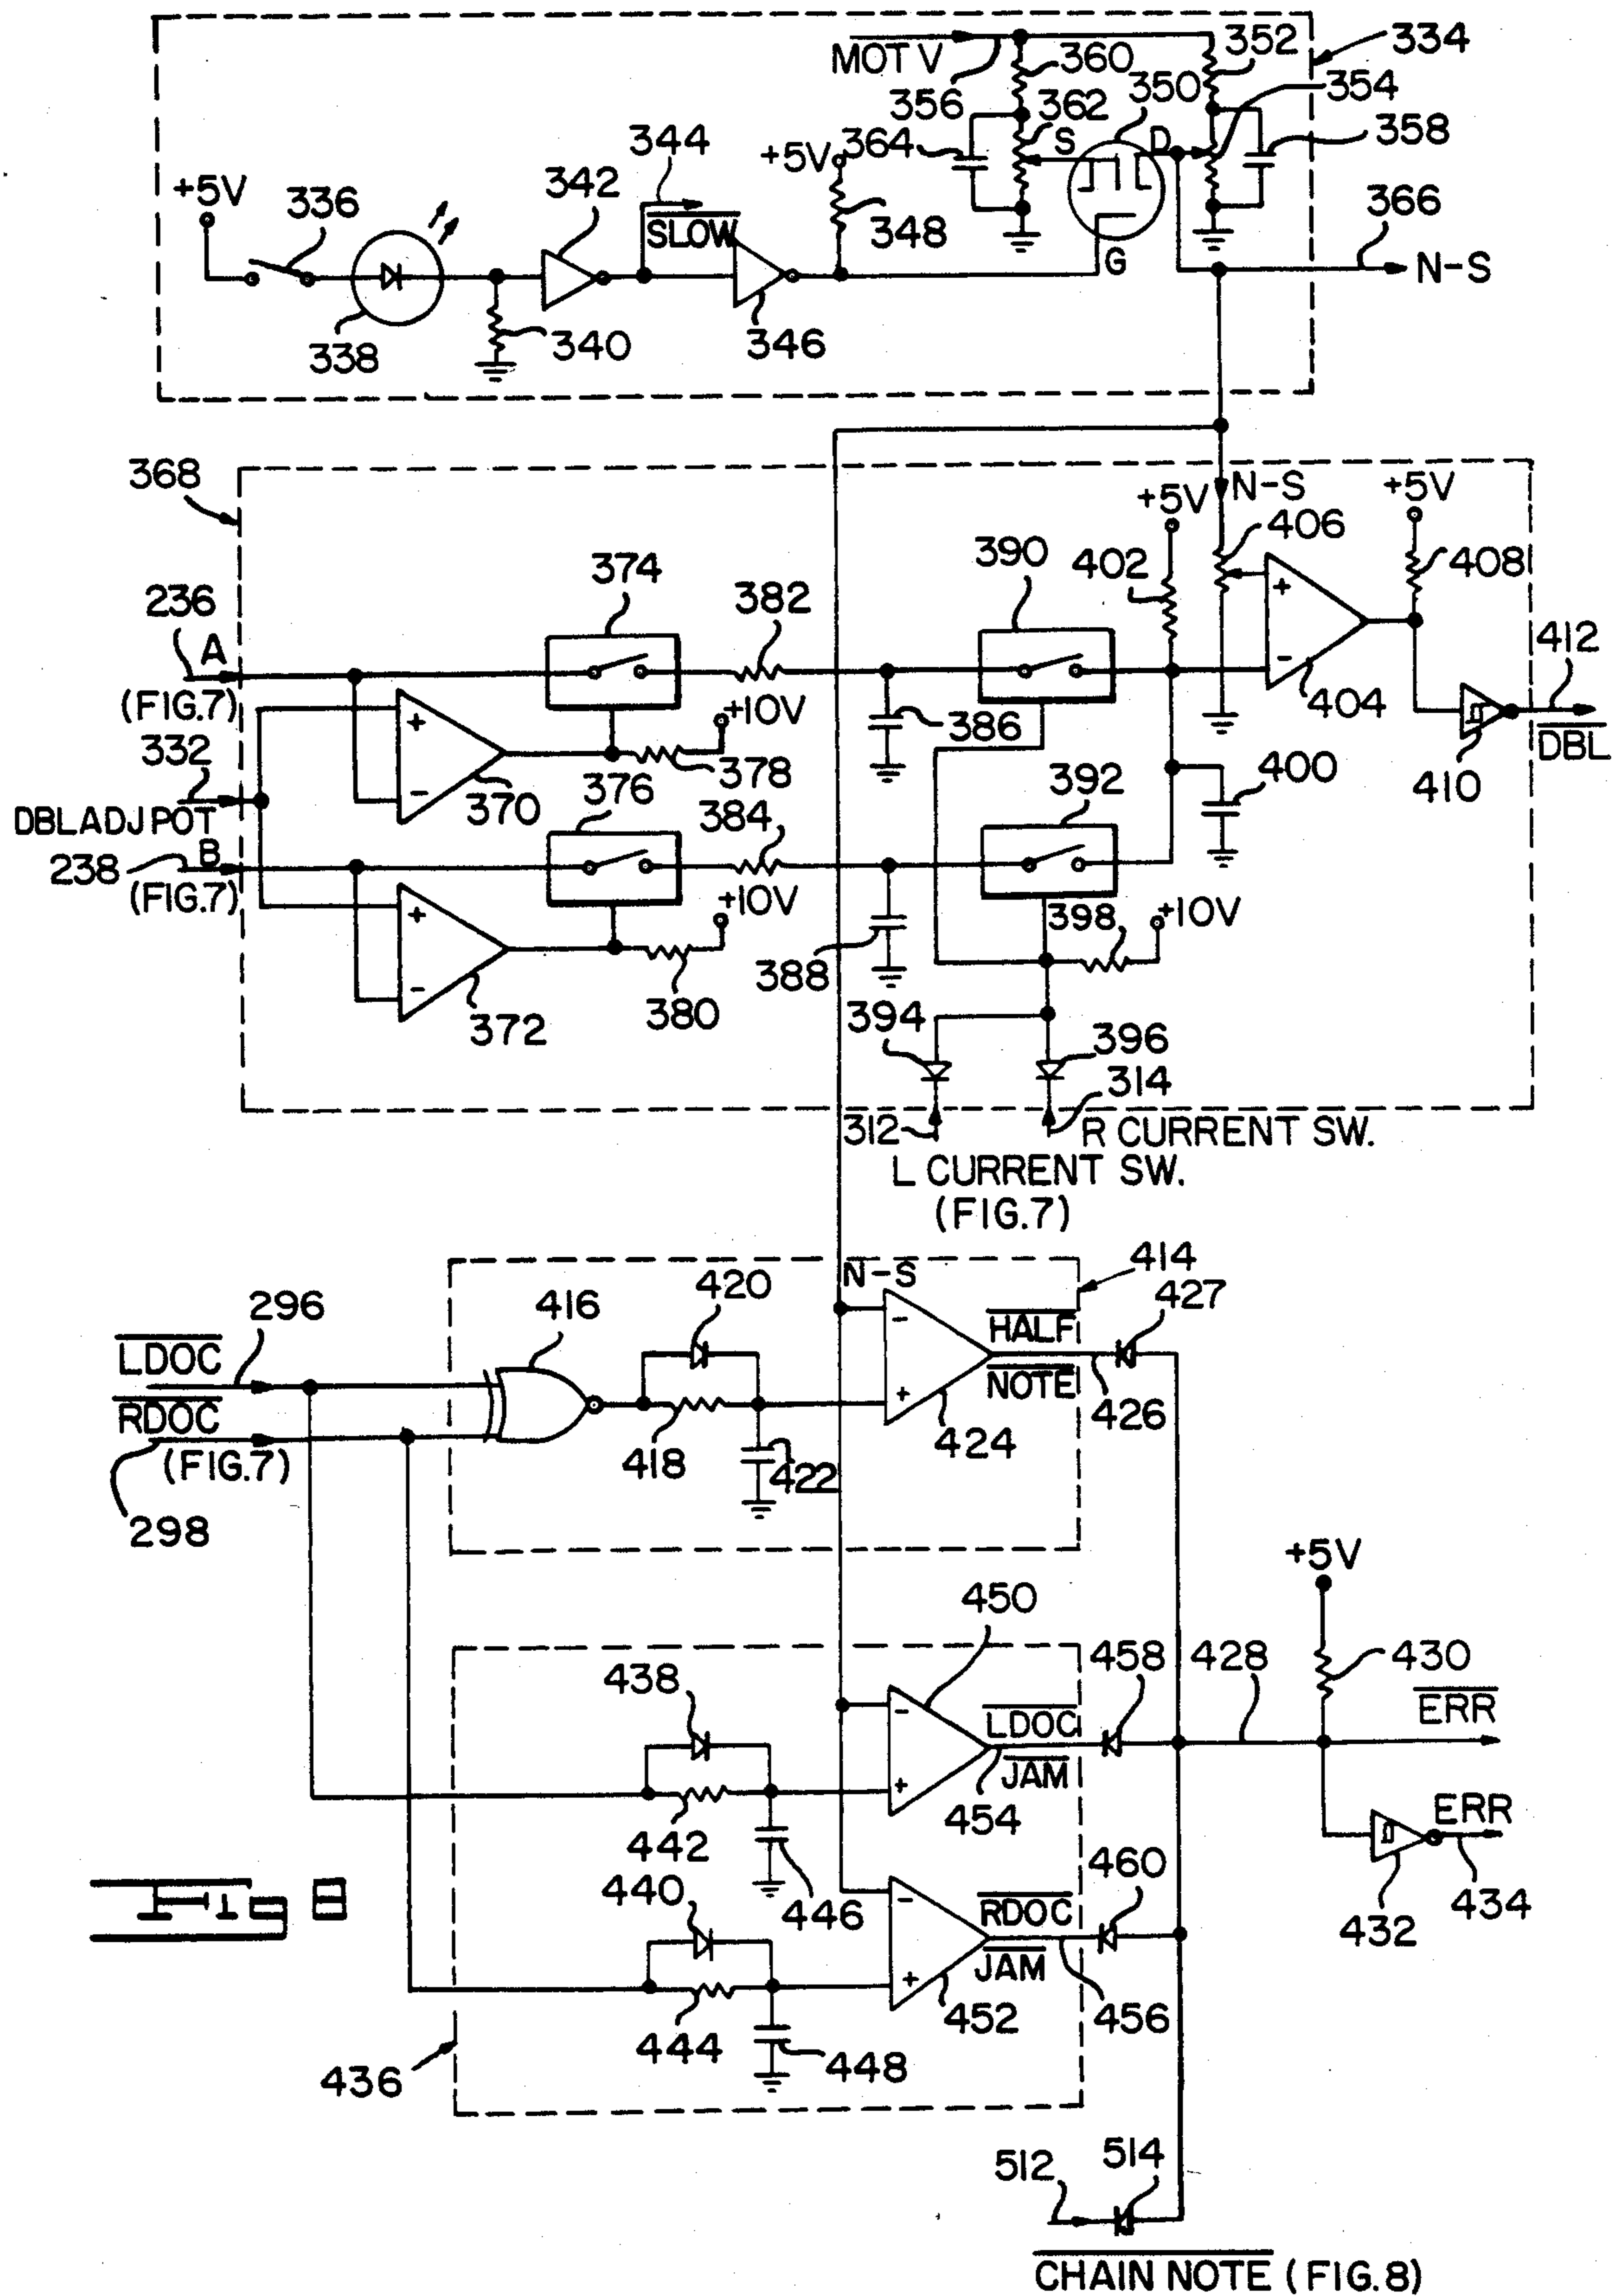 MOT V
356
360
350
352
334
354
358
362
364
S
D
G
+5V
336
338
340
342
344
SLOW
346
+5V
348
366
N-S
368
236
A
(FIG.7)
332
DBL ADJ POT
238
B
(FIG.7)
370
372
374
376
+10V
378
+10V
380
382
384
386
388
390
392
394
396
398
+10V
400
+5V
402
N-S
406
+
-
404
+5V
408
410
412
DBL
+
-
+
-
312
314
R CURRENT SW.
L CURRENT SW.
(FIG.7)
LDOC
296
RDOC
(FIG.7)
298
416
420
418
422
N-S
-
+
424
HALF
NOTE
414
427
426
436
438
442
446
440
444
448
450
-
+
LDOC
JAM
454
458
428
-
+
452
RDOC
JAM
456
460
+5V
430
ERR
ERR
432
434
512
514
CHAIN NOTE (FIG.8)
Fig 8